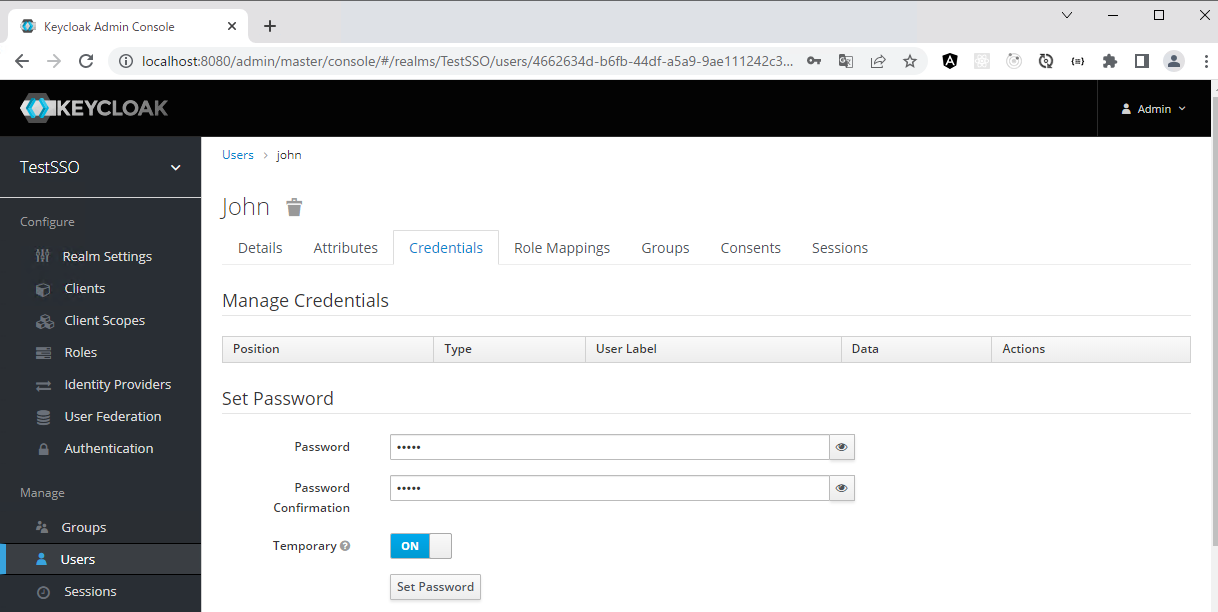 Keycloak Admin Console
localhost:8080/admin/master/console/#/realms/TestSSO/users/4662634d-b6fb-44df-a5a9-9ae111242c3...
KEYCLOAK
Admin
TestSSO
Configure
Realm Settings
Clients
Client Scopes
Roles
Identity Providers
User Federation
Authentication
Manage
Groups
Users
Sessions
Users > john
John
Details Attributes Credentials Role Mappings Groups Consents Sessions
Manage Credentials
Position Type User Label Data Actions
Set Password
Password •••••
Password
Confirmation •••••
Temporary ON
Set Password